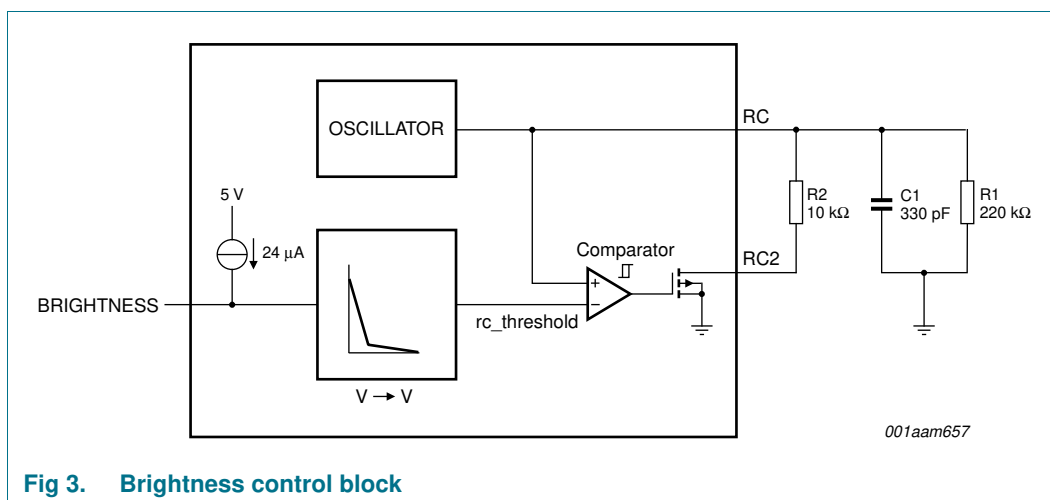 OSCILLATOR
RC
5 V
24 μA
R2
10 kΩ
C1
330 pF
R1
220 kΩ
Comparator
RC2
BRIGHTNESS
+
−
rc_threshold
V → V
001aam657
Fig 3. Brightness control block